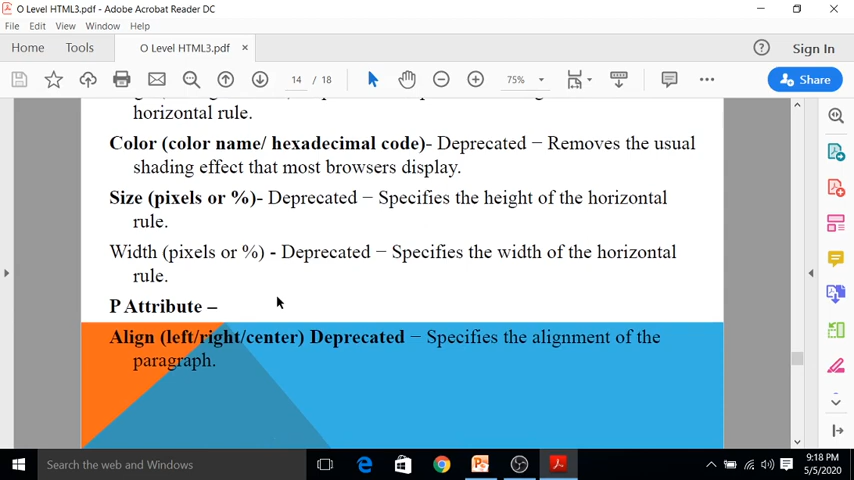 O Level HTML3.pdf - Adobe Acrobat Reader DC
File Edit View Window Help
Home Tools O Level HTML3.pdf × Sign In
14 / 18 75% Share
horizontal rule.
Color (color name/ hexadecimal code)- Deprecated − Removes the usual
shading effect that most browsers display.
Size (pixels or %)- Deprecated − Specifies the height of the horizontal
rule.
Width (pixels or %) - Deprecated − Specifies the width of the horizontal
rule.
P Attribute –
Align (left/right/center) Deprecated − Specifies the alignment of the
paragraph.
Search the web and Windows
9:18 PM
5/5/2020